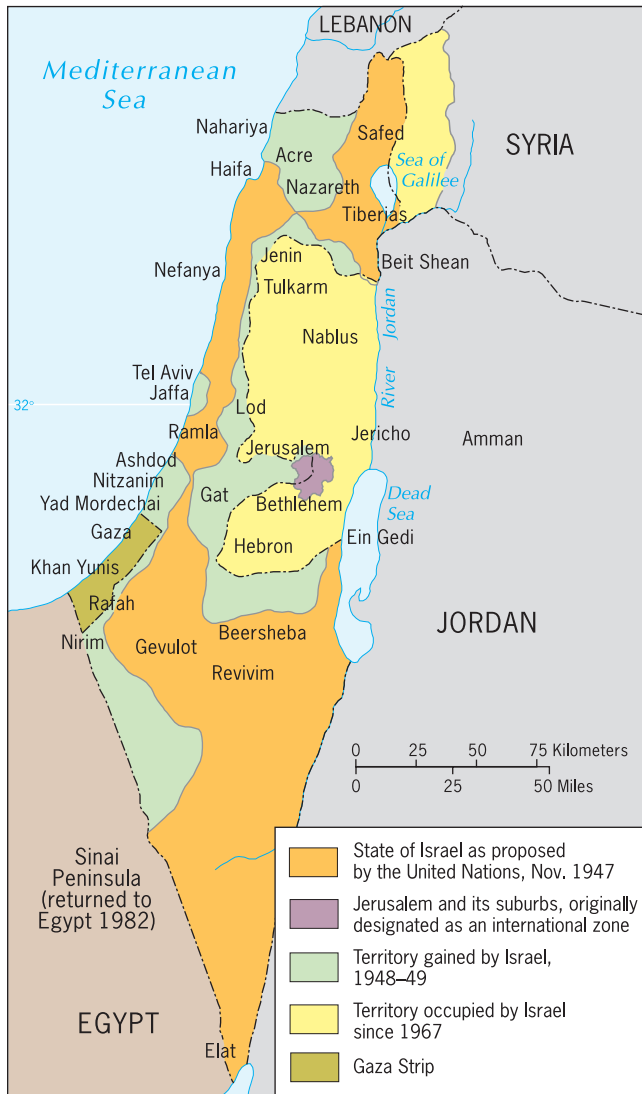 LEBANON
Mediterranean
Sea
Nahariya
Safed
SYRIA
Acre
Haifa
Sea of
Galilee
Nazareth
Tiberias
Nefanya
Jenin
Beit Shean
Tulkarm
Jordan
River
Nablus
Tel Aviv
Jaffa
32°
Lod
Ramla
Jericho
Amman
Jerusalem
Ashdod
Nitzanim
Yad Mordechai
Gat
Bethlehem
Dead
Sea
Gaza
Ein Gedi
Hebron
Khan Yunis
Rafah
Nirim
Gevulot
Beersheba
JORDAN
Revivim
0 25 50 75 Kilometers
0 25 50 Miles
Sinai
Peninsula
(returned to
Egypt 1982)
EGYPT
Elat
State of Israel as proposed
by the United Nations, Nov. 1947
Jerusalem and its suburbs, originally
designated as an international zone
Territory gained by Israel,
1948–49
Territory occupied by Israel
since 1967
Gaza Strip